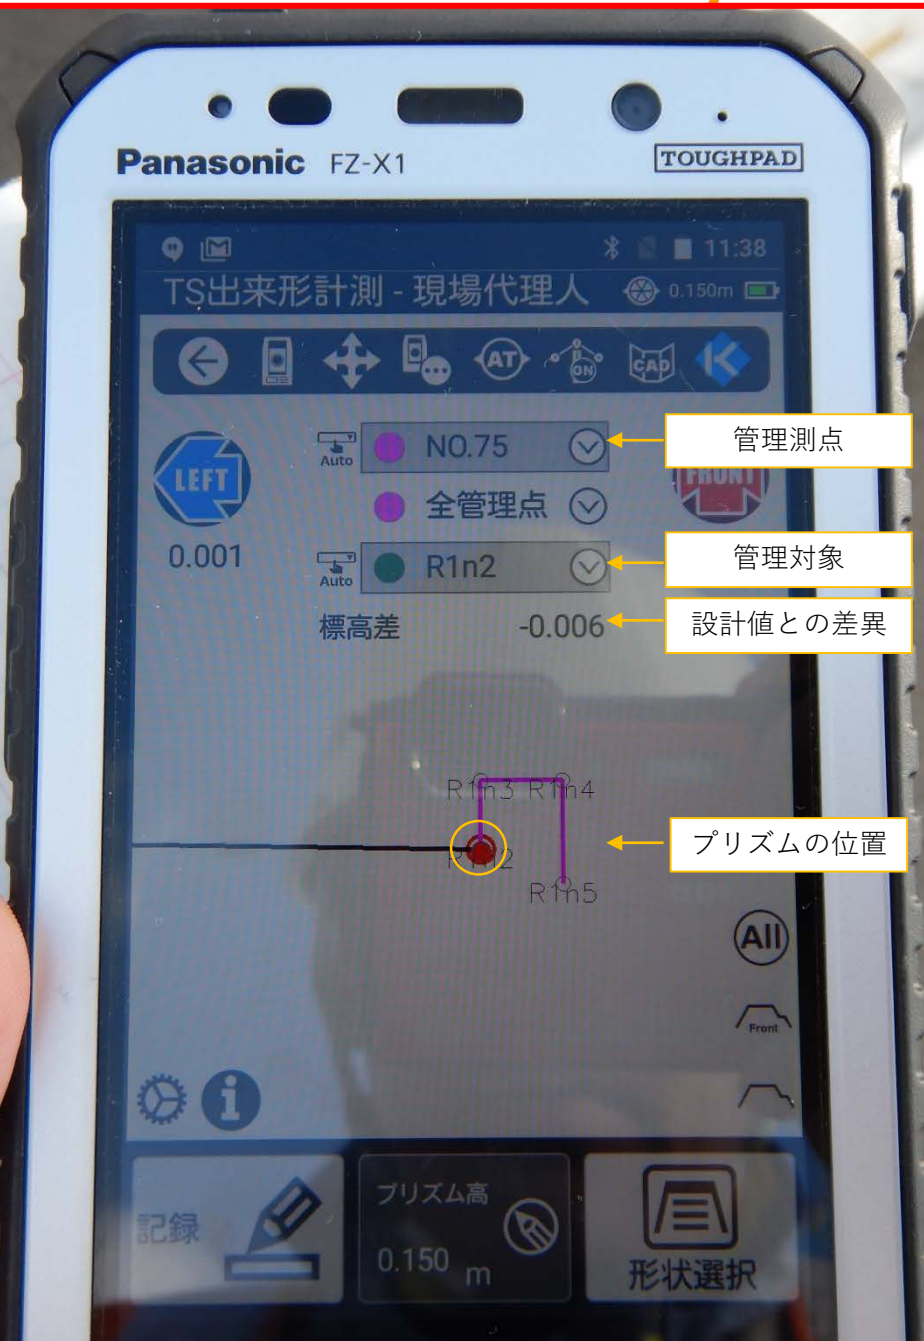 Panasonic FZ-X1
TOUGHPAD
11:38
TS出来形計測 - 現場代理人 0.150m
AT ON CAD
LEFT Auto NO.75 管理測点
FRONT
全管理点
0.001 Auto R1n2 管理対象
標高差 -0.006 設計値との差異
R1n3 R1n4
プリズムの位置
R1n2
R1n5
All
Front
記録 プリズム高
0.150 m
形状選択